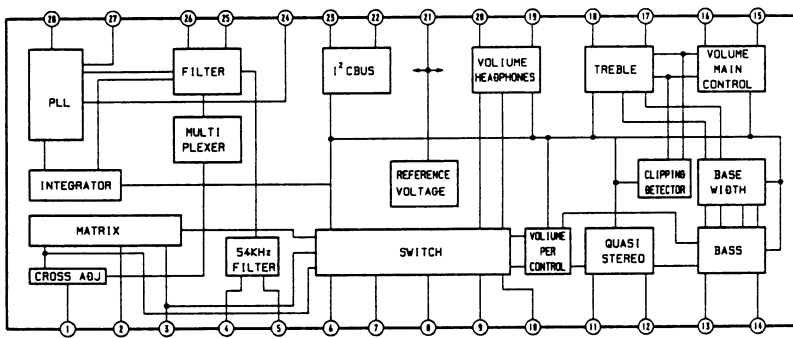 28 27 26 25 24 23 22 21 20 19 18 17 16 15
PLL
FILTER
I²CBUS
VOLIUME
HEADPHONES
TREBLE
VOLUME
MAIN
CONTROL
MULTI
PLEXER
INTEGRATOR
REFERENCE
VOLTAGE
CLIPPING
DETECTOR
BASE
WIDTH
MATRIX
CROSS ADJ
54KHz
FILTER
SWITCH
VOLIUME
PER
CONTROL
QUASI
STEREO
BASS
1 2 3 4 5 6 7 8 9 10 11 12 13 14